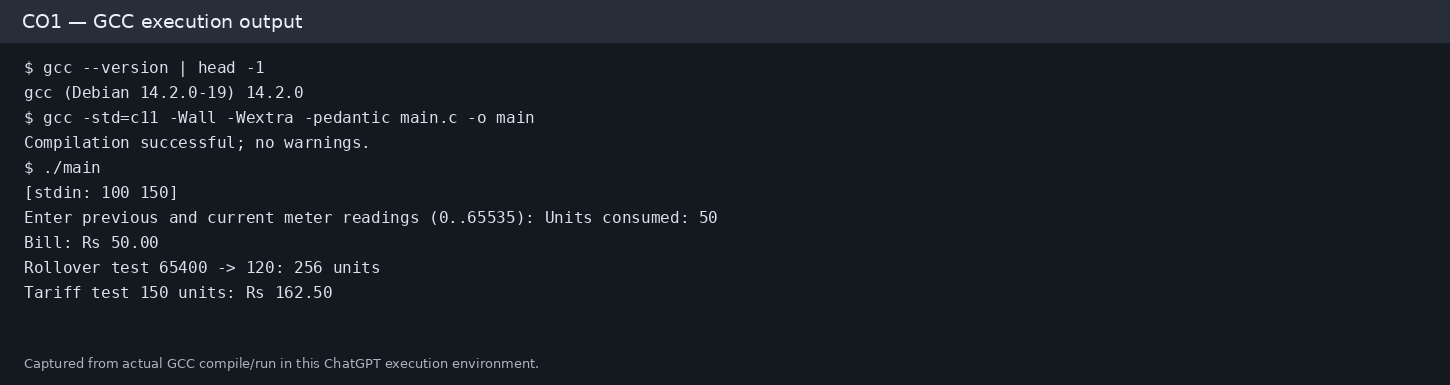 CO1 — GCC execution output
$ gcc --version | head -1
gcc (Debian 14.2.0-19) 14.2.0
$ gcc -std=c11 -Wall -Wextra -pedantic main.c -o main
Compilation successful; no warnings.
$ ./main
[stdin: 100 150]
Enter previous and current meter readings (0..65535): Units consumed: 50
Bill: Rs 50.00
Rollover test 65400 -> 120: 256 units
Tariff test 150 units: Rs 162.50
Captured from actual GCC compile/run in this ChatGPT execution environment.